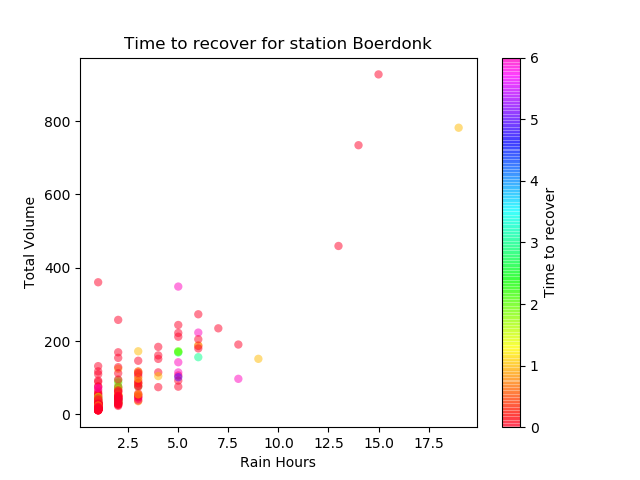 Time to recover for station Boerdonk
800
600
400
200
0
Total Volume
2.5 5.0 7.5 10.0 12.5 15.0 17.5
Rain Hours
6
5
4
3
2
1
0
Time to recover